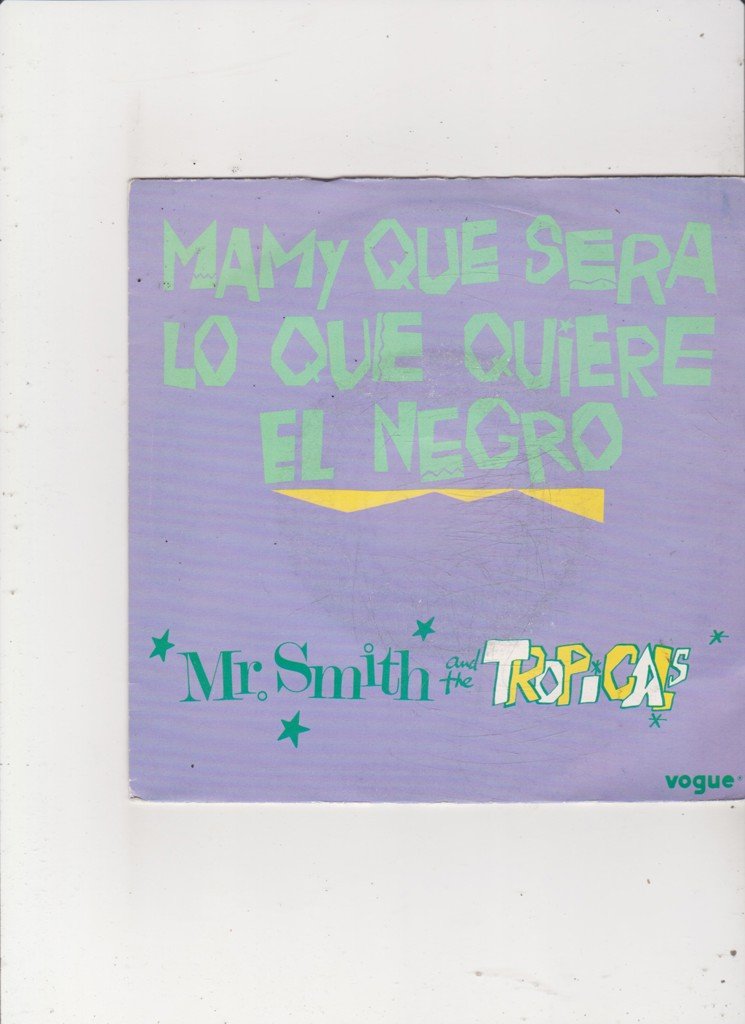 MAMY QUE SERA
LO QUE QUIERE
EL NEGRO
Mr. Smith and the TROPiCALS
vogue